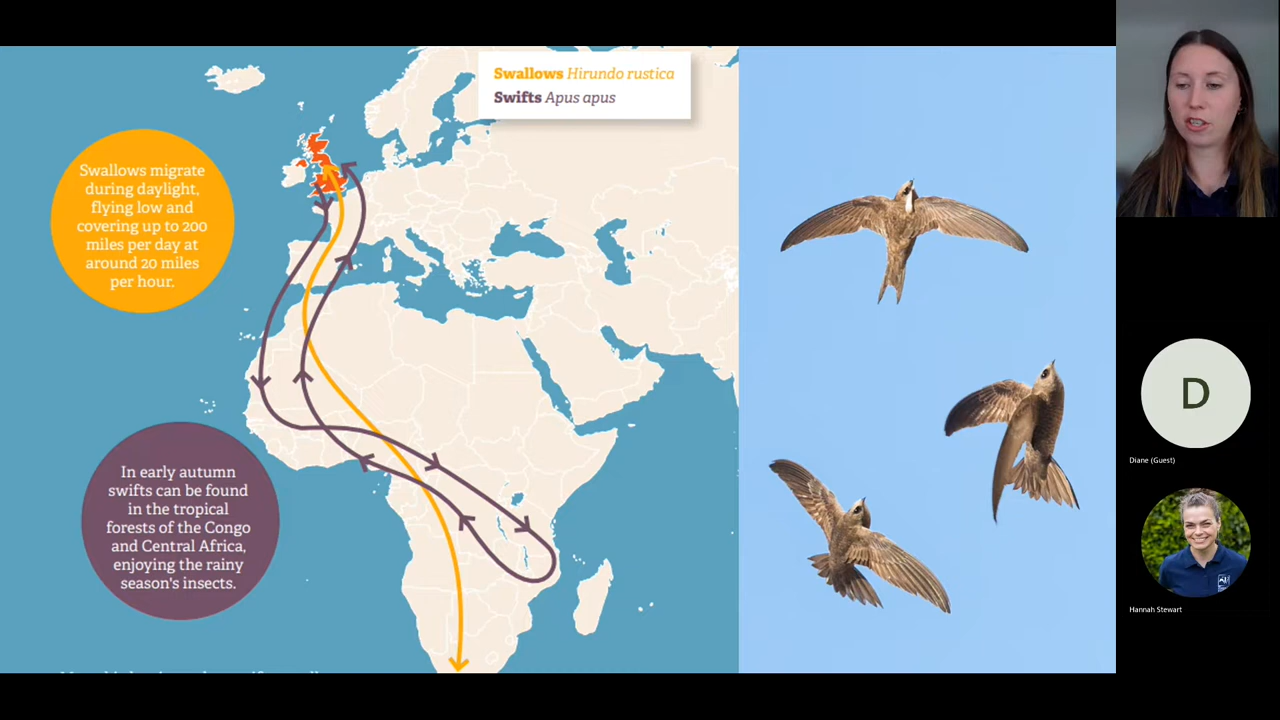 Swallows Hirundo rustica
Swifts Apus apus
Swallows migrate
during daylight,
flying low and
covering up to 200
miles per day at
around 20 miles
per hour.
In early autumn
swifts can be found
in the tropical
forests of the Congo
and Central Africa,
enjoying the rainy
season's insects.
D
Diane (Guest)
Hannah Stewart